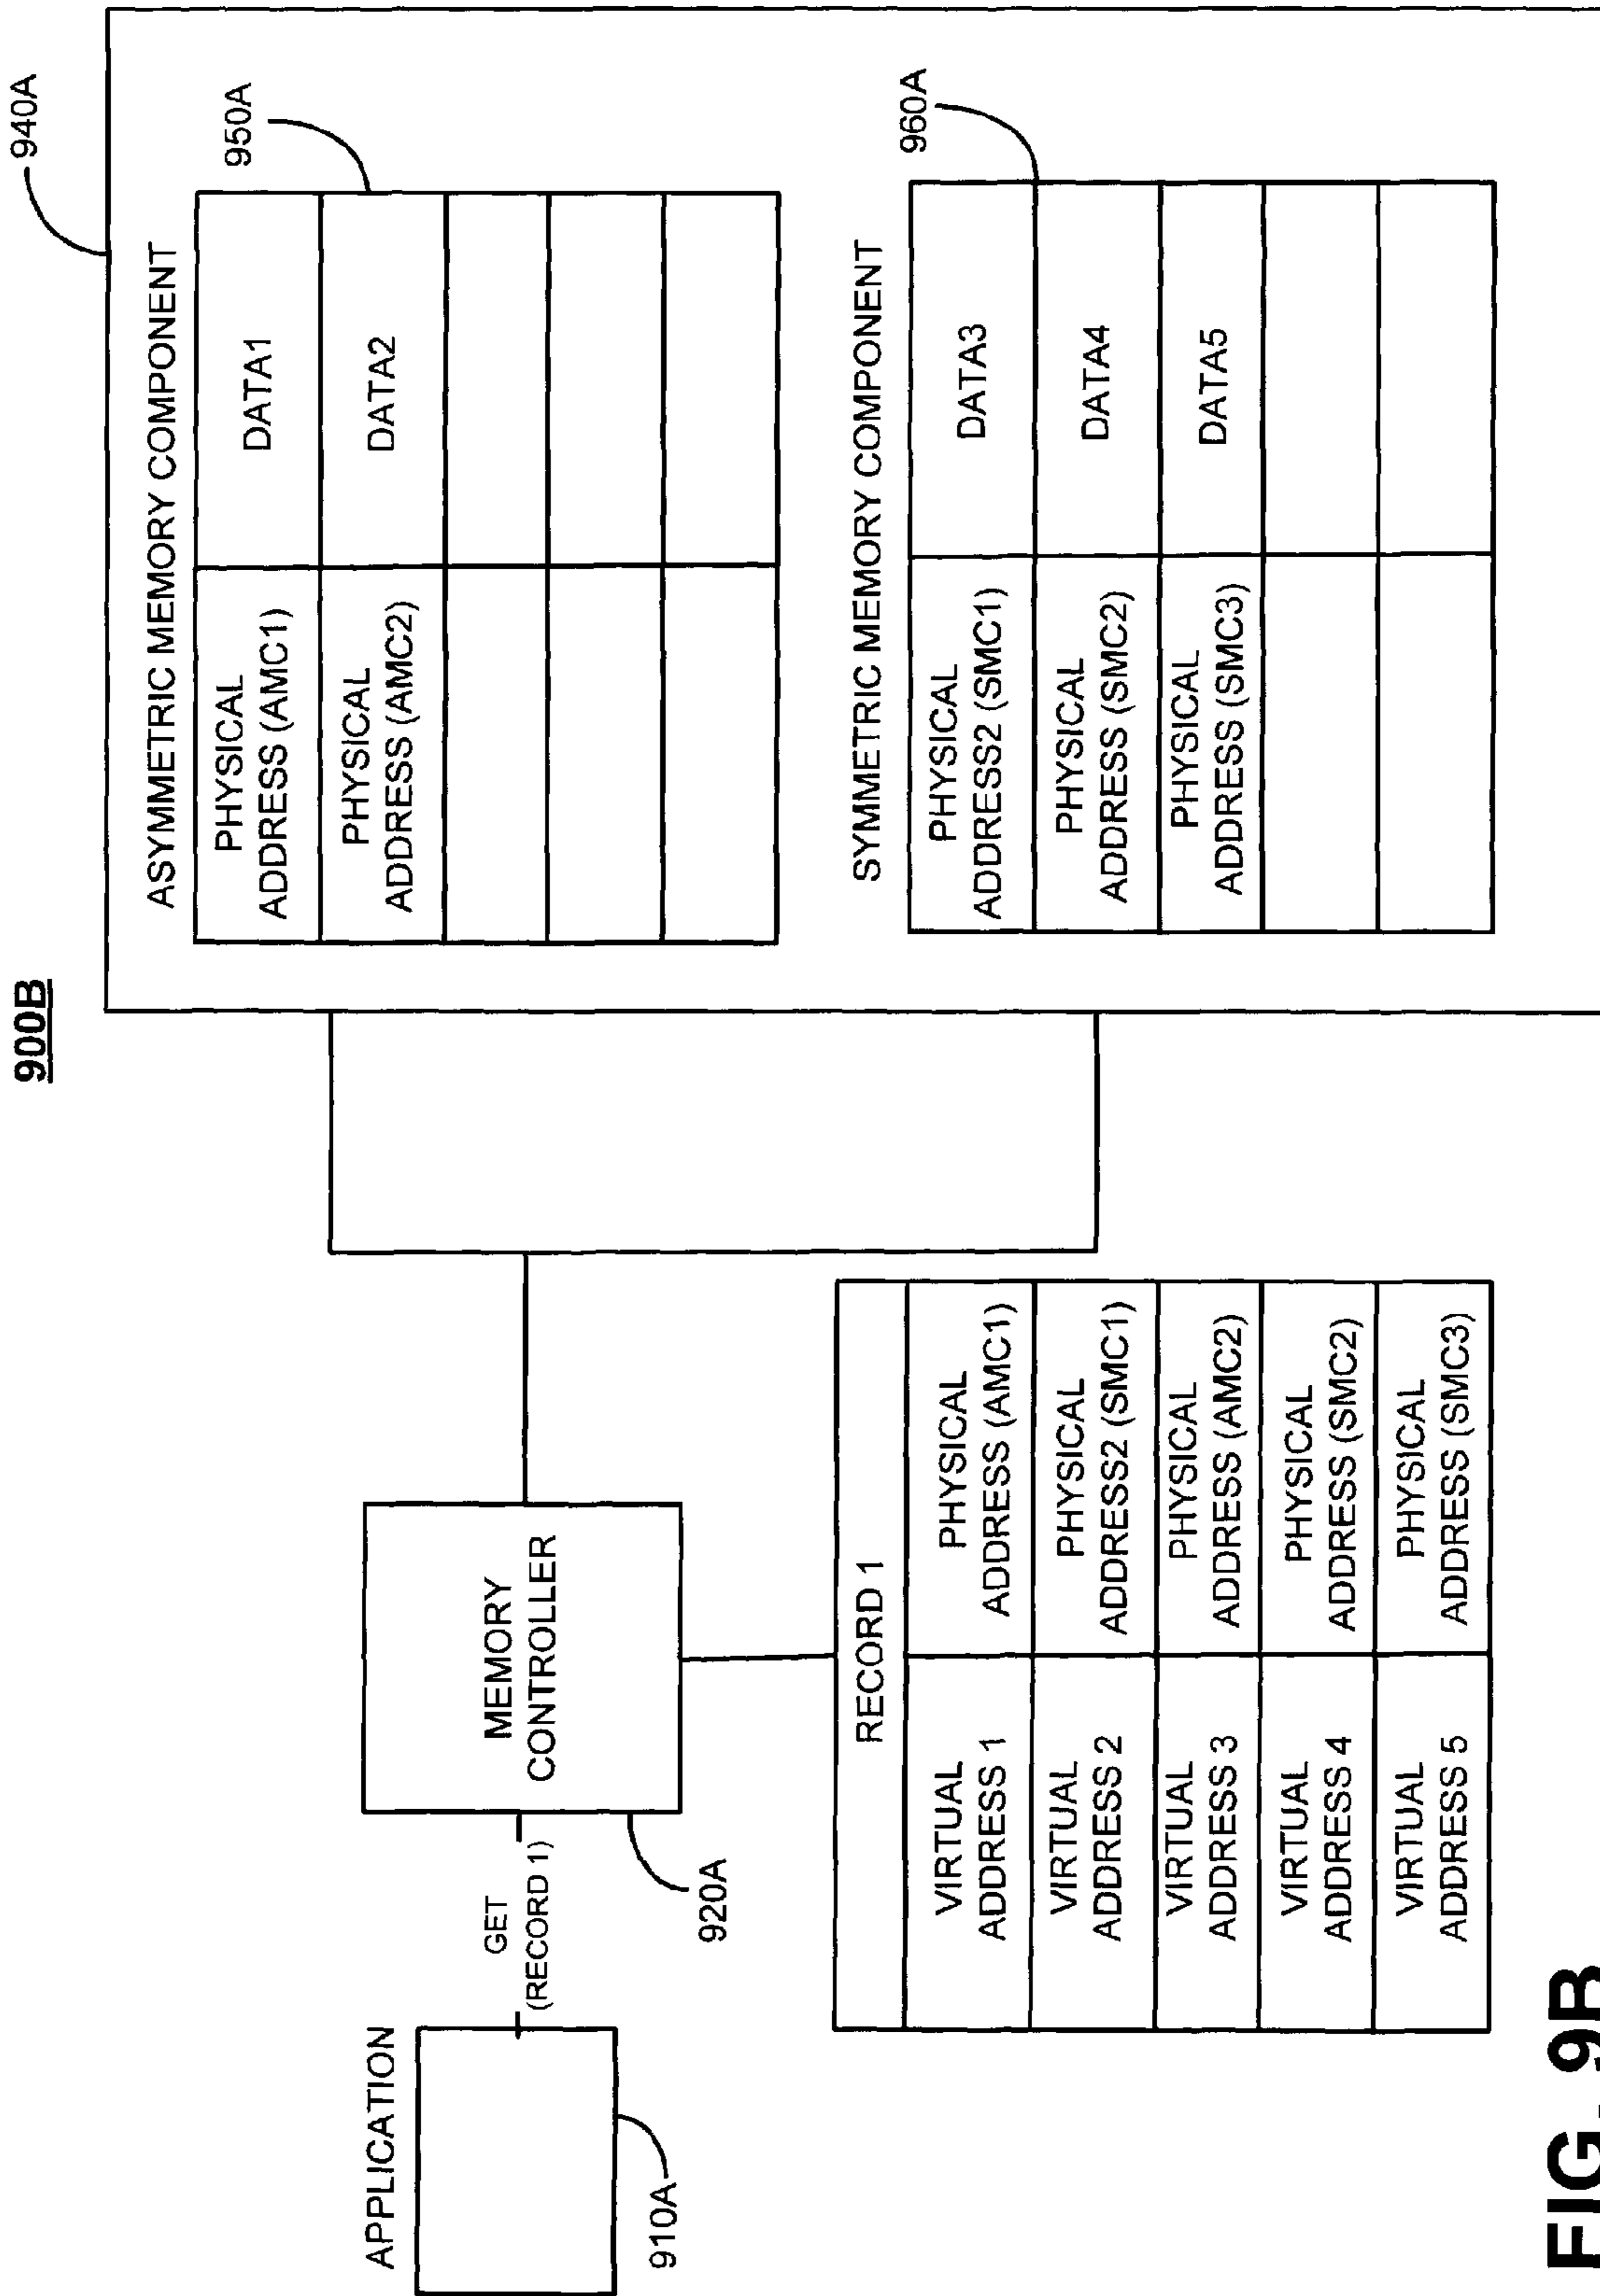 900B
940A
ASYMMETRIC MEMORY COMPONENT
950A
PHYSICAL
ADDRESS (AMC1)
DATA1
PHYSICAL
ADDRESS (AMC2)
DATA2
SYMMETRIC MEMORY COMPONENT
960A
PHYSICAL
ADDRESS2 (SMC1)
DATA3
PHYSICAL
ADDRESS (SMC2)
DATA4
PHYSICAL
ADDRESS (SMC3)
DATA5
APPLICATION
910A
GET
(RECORD 1)
MEMORY
CONTROLLER
920A
RECORD 1
VIRTUAL
ADDRESS 1
PHYSICAL
ADDRESS (AMC1)
VIRTUAL
ADDRESS 2
PHYSICAL
ADDRESS2 (SMC1)
VIRTUAL
ADDRESS 3
PHYSICAL
ADDRESS (AMC2)
VIRTUAL
ADDRESS 4
PHYSICAL
ADDRESS (SMC2)
VIRTUAL
ADDRESS 5
PHYSICAL
ADDRESS (SMC3)
FIG. 9B